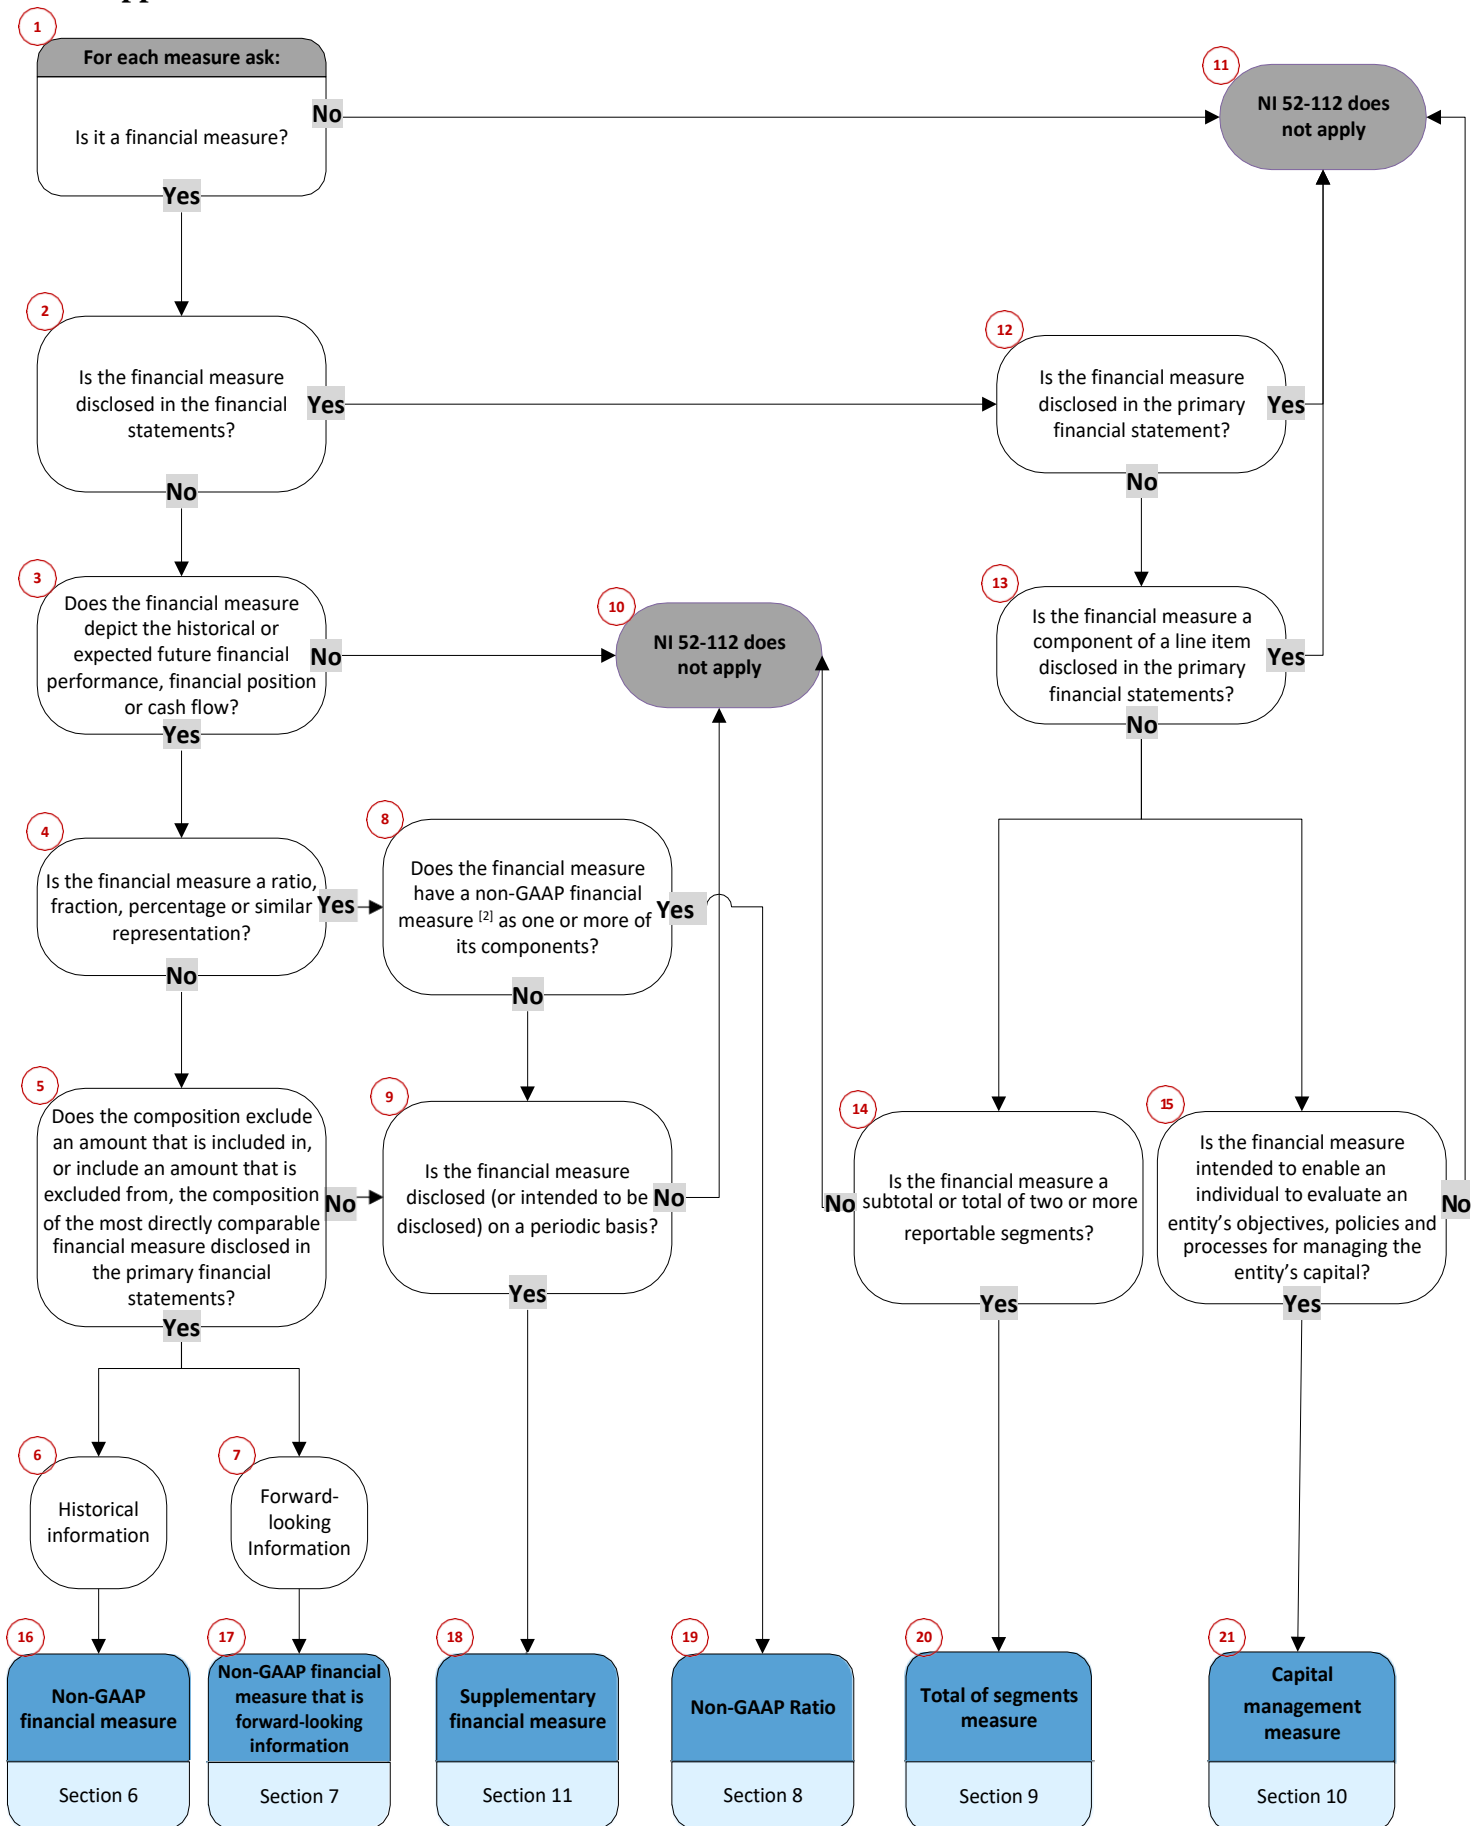 1
For each measure ask:
Is it a financial measure?
No
Yes
11
NI 52-112 does
not apply
2
Is the financial measure
disclosed in the financial
statements?
Yes
No
12
Is the financial measure
disclosed in the primary
financial statement?
Yes
No
3
Does the financial measure
depict the historical or
expected future financial
performance, financial position
or cash flow?
No
Yes
10
NI 52-112 does
not apply
13
Is the financial measure a
component of a line item
disclosed in the primary
financial statements?
Yes
No
4
Is the financial measure a ratio,
fraction, percentage or similar
representation?
Yes
No
8
Does the financial measure
have a non-GAAP financial
measure [2] as one or more of
its components?
Yes
No
5
Does the composition exclude
an amount that is included in,
or include an amount that is
excluded from, the composition
of the most directly comparable
financial measure disclosed in
the primary financial
statements?
No
Yes
9
Is the financial measure
disclosed (or intended to be
disclosed) on a periodic basis?
No
Yes
14
Is the financial measure a
subtotal or total of two or more
reportable segments?
No
Yes
15
Is the financial measure
intended to enable an
individual to evaluate an
entity’s objectives, policies and
processes for managing the
entity’s capital?
No
Yes
6
Historical
information
7
Forward-
looking
Information
16
Non-GAAP
financial measure
Section 6
17
Non-GAAP financial
measure that is
forward-looking
information
Section 7
18
Supplementary
financial measure
Section 11
19
Non-GAAP Ratio
Section 8
20
Total of segments
measure
Section 9
21
Capital
management
measure
Section 10